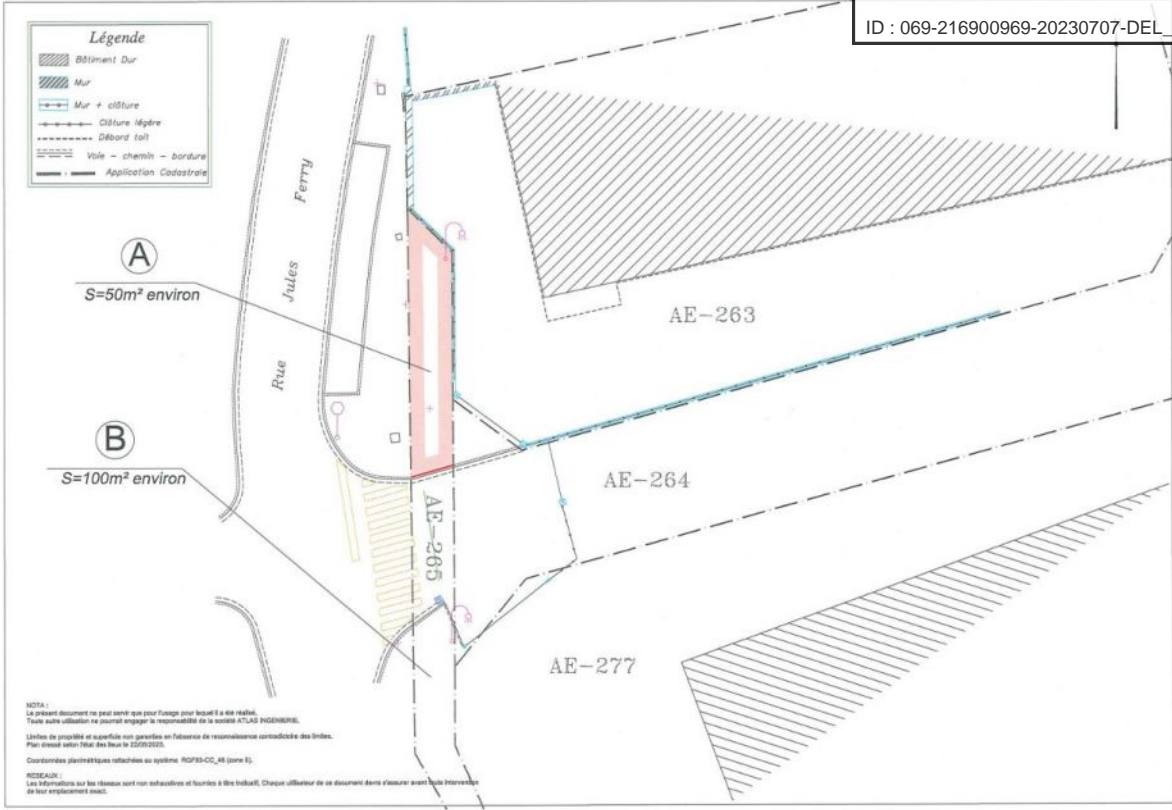 ID : 069-216900969-20230707-DEL_
Légende
Bâtiment Dur
Mur
Mur + clôture
Clôture légère
Débord toit
Voie - chemin - bordure
Application Cadastrale
Rue Jules Ferry
A
S=50m² environ
B
S=100m² environ
AE-263
AE-264
AE-265
AE-277
NOTA :
Le présent document ne peut servir que pour l'usage pour lequel il a été réalisé.
Toute autre utilisation ne pourrait engager la responsabilité de la société ATLAS INGENIERIE.
Limites de propriété et superficie non garanties en l'absence de reconnaissance contradictoire des limites.
Plan dressé selon l'état des lieux le
Coordonnées planimétriques rattachées au système RGF93-CC_46 (zone 5).
RESEAUX :
Les informations sur les réseaux sont non exhaustives et fournies à titre indicatif, Chaque utilisateur de ce document devra s'assurer avant toute intervention
de leur emplacement exact.